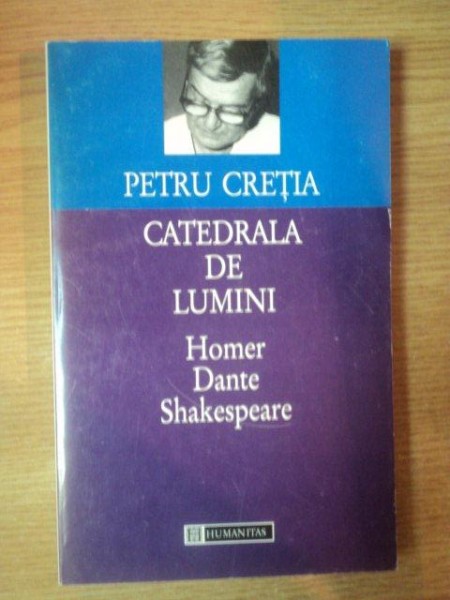 PETRU CREȚIA
CATEDRALA
DE
LUMINI
Homer
Dante
Shakespeare
HUMANITAS